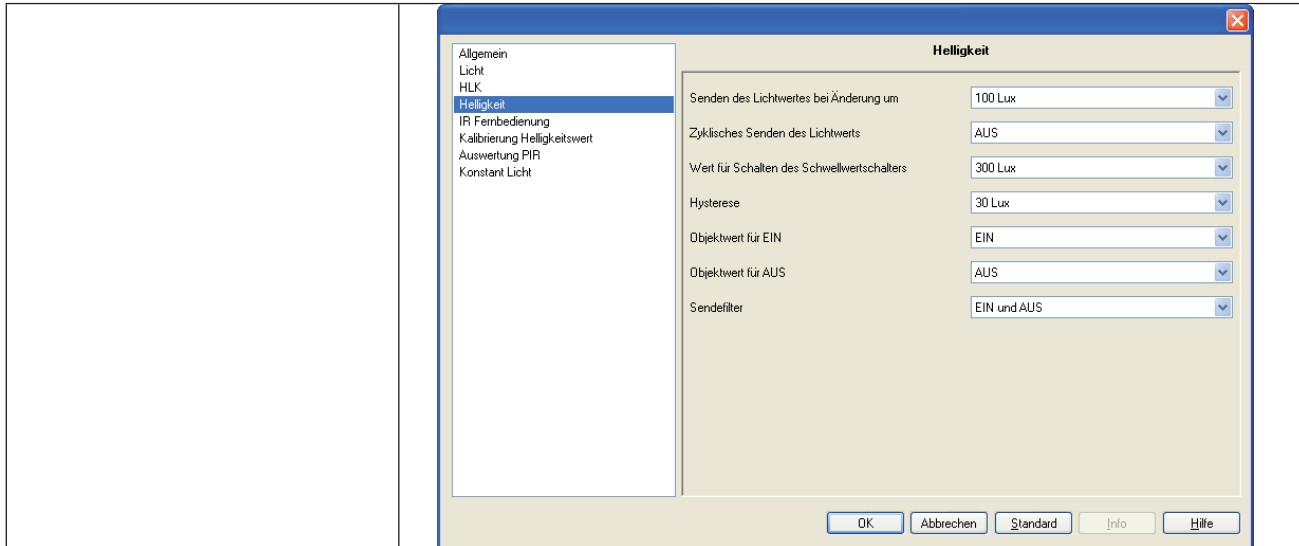 Allgemein
Licht
HLK
Helligkeit
IR Fernbedienung
Kalibrierung Helligkeitswert
Auswertung PIR
Konstant Licht
Helligkeit
Senden des Lichtwertes bei Änderung um 100 Lux
Zyklisches Senden des Lichtwerts AUS
Wert für Schalten des Schwellwertschalters 300 Lux
Hysterese 30 Lux
Objektwert für EIN EIN
Objektwert für AUS AUS
Sendefilter EIN und AUS
OK Abbrechen Standard Info Hilfe